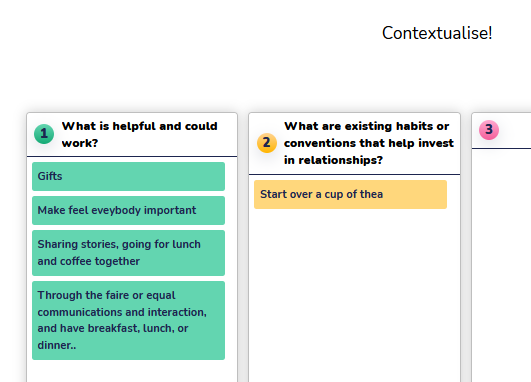 Contextualise!
1
What is helpful and could
work?
Gifts
Make feel eveybody important
Sharing stories, going for lunch
and coffee together
Through the faire or equal
communications and interaction,
and have breakfast, lunch, or
dinner..
2
What are existing habits or
conventions that help invest
in relationships?
Start over a cup of thea
3